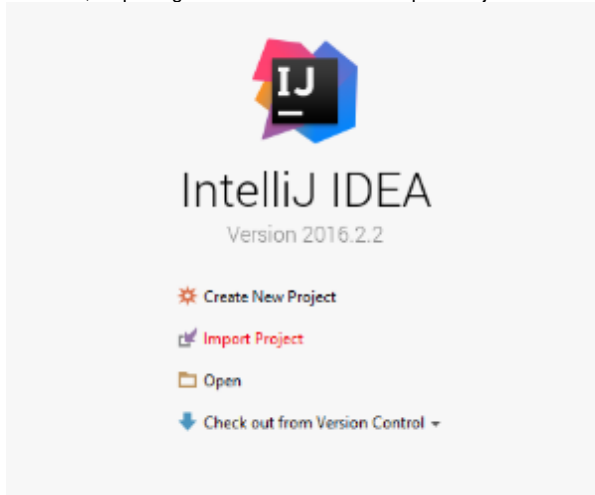 IJ
IntelliJ IDEA
Version 2016.2.2
Create New Project
Import Project
Open
Check out from Version Control